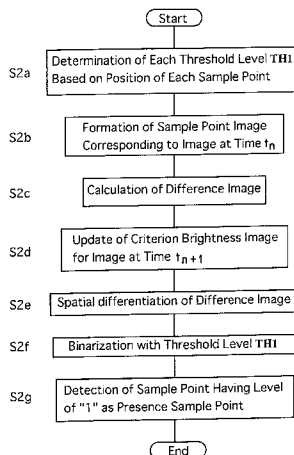 Start
S2a
Determination of Each Threshold Level TH1
Based on Position of Each Sample Point
S2b
Formation of Sample Point Image
Corresponding to Image at Time tn
S2c
Calculation of Difference Image
S2d
Update of Criterion Brightness Image
for Image at Time tn+1
S2e
Spatial differentiation of Difference Image
S2f
Binarization with Threshold Level TH1
S2g
Detection of Sample Point Having Level
of "1" as Presence Sample Point
End